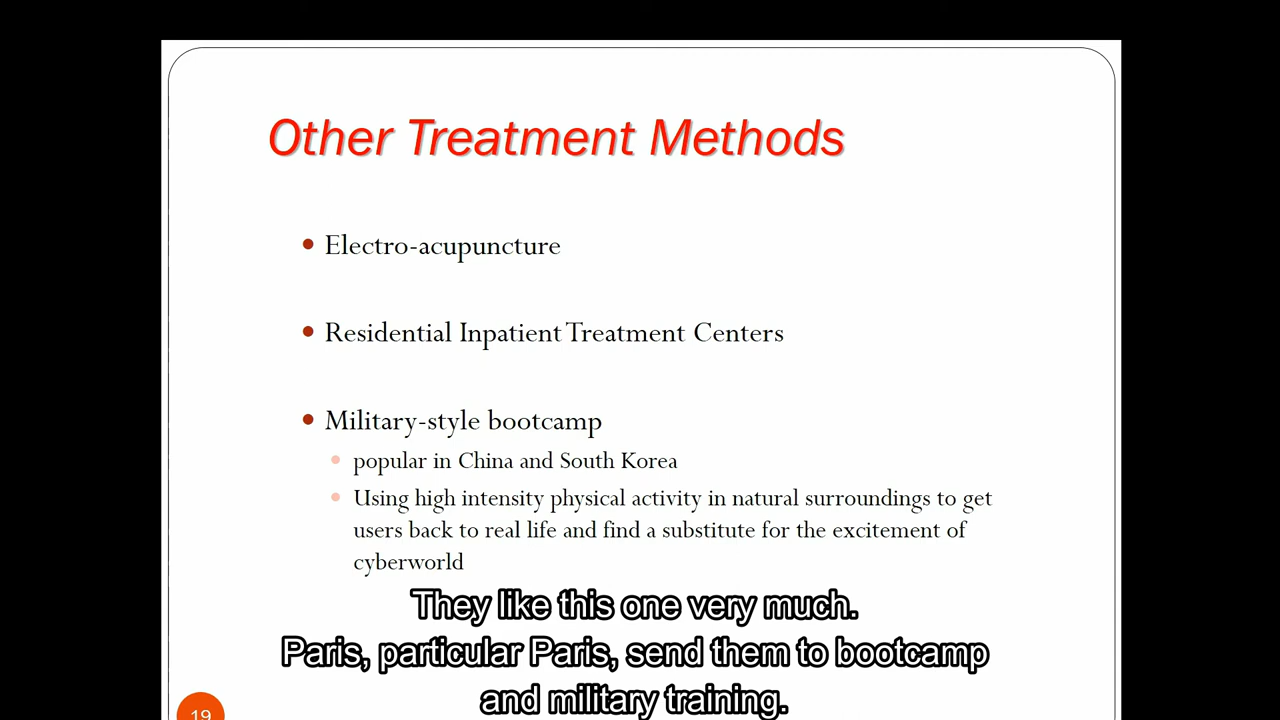 Other Treatment Methods
Electro-acupuncture
Residential Inpatient Treatment Centers
Military-style bootcamp
popular in China and South Korea
Using high intensity physical activity in natural surroundings to get
users back to real life and find a substitute for the excitement of
cyberworld
They like this one very much.
Paris, particular Paris, send them to bootcamp
and military training.
19